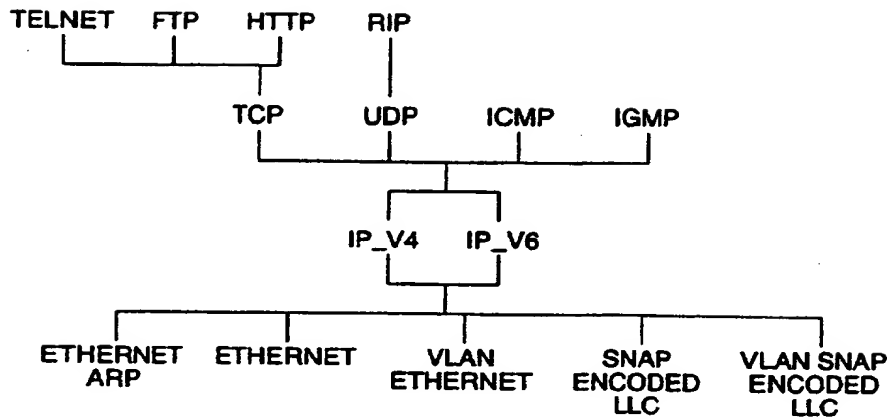 TELNET FTP HTTP RIP
TCP UDP ICMP IGMP
IP_V4 IP_V6
ETHERNET ARP
ETHERNET
VLAN ETHERNET
SNAP ENCODED LLC
VLAN SNAP ENCODED LLC